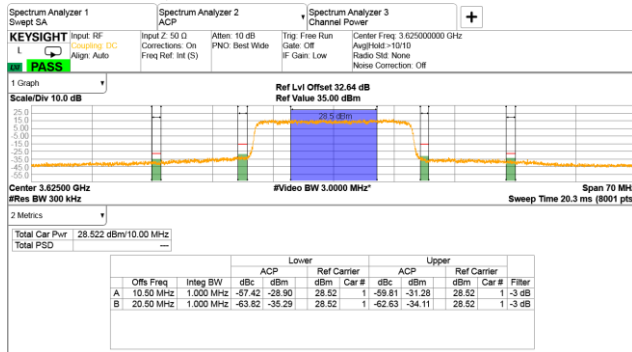 Spectrum Analyzer 1
Swept SA
Spectrum Analyzer 2
ACP
Spectrum Analyzer 3
Channel Power
KEYSIGHT
L
PASS
Input: RF
Coupling: DC
Align: Auto
Input Z: 50 Ω
Corrections: On
Freq Ref: Int (S)
Atten: 10 dB
PNO: Best Wide
Trig: Free Run
Gate: Off
IF Gain: Low
Center Freq: 3.625000000 GHz
Avg|Hold:>10/10
Radio Std: None
Noise Correction: Off
1 Graph
Scale/Div 10.0 dB
Ref Lvl Offset 32.64 dB
Ref Value 35.00 dBm
28.5 dBm
25.0
15.0
5.00
-5.00
-15.0
-25.0
-35.0
-45.0
-55.0
Center 3.62500 GHz
#Res BW 300 kHz
#Video BW 3.0000 MHz*
Span 70 MHz
Sweep Time 20.3 ms (8001 pts
2 Metrics
Total Car Pwr 28.522 dBm/10.00 MHz
Total PSD ---
Lower Upper
ACP Ref Carrier ACP Ref Carrier
Offs Freq Integ BW dBc dBm dBm Car # dBc dBm dBm Car # Filter
A 10.50 MHz 1.000 MHz -57.42 -28.90 28.52 1 -59.81 -31.28 28.52 1 -3 dB
B 20.50 MHz 1.000 MHz -63.82 -35.29 28.52 1 -62.63 -34.11 28.52 1 -3 dB